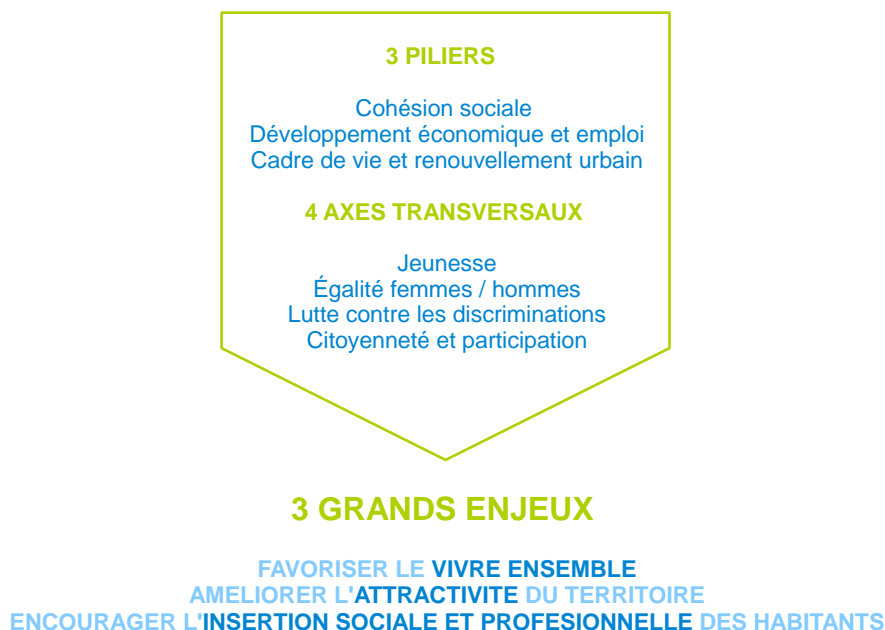 3 PILIERS
Cohésion sociale
Développement économique et emploi
Cadre de vie et renouvellement urbain
4 AXES TRANSVERSAUX
Jeunesse
Égalité femmes / hommes
Lutte contre les discriminations
Citoyenneté et participation
3 GRANDS ENJEUX
FAVORISER LE VIVRE ENSEMBLE
AMELIORER L'ATTRACTIVITE DU TERRITOIRE
ENCOURAGER L'INSERTION SOCIALE ET PROFESIONNELLE DES HABITANTS